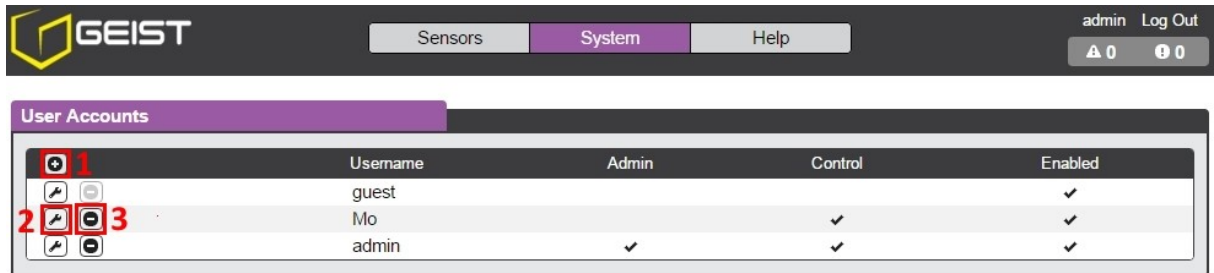 GEIST
Sensors System Help
admin Log Out
0 0
User Accounts
1 Username Admin Control Enabled
guest
2 3 Mo
admin